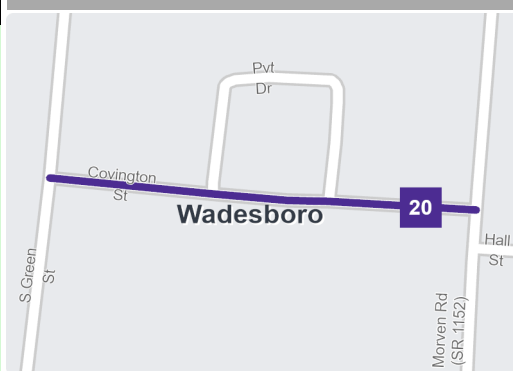 Pvt
Dr
Covington
St
20
Wadesboro
Hall
St
S Green
St
Morven Rd
(SR 1152)